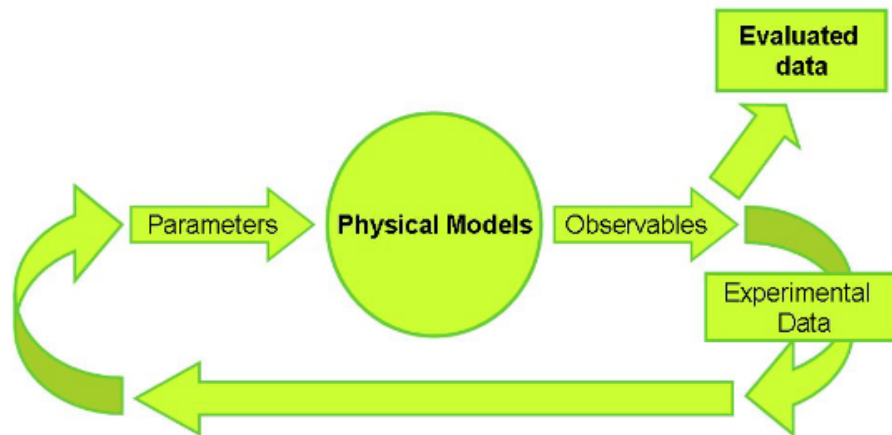 Evaluated
data
Parameters
Physical Models
Observables
Experimental
Data